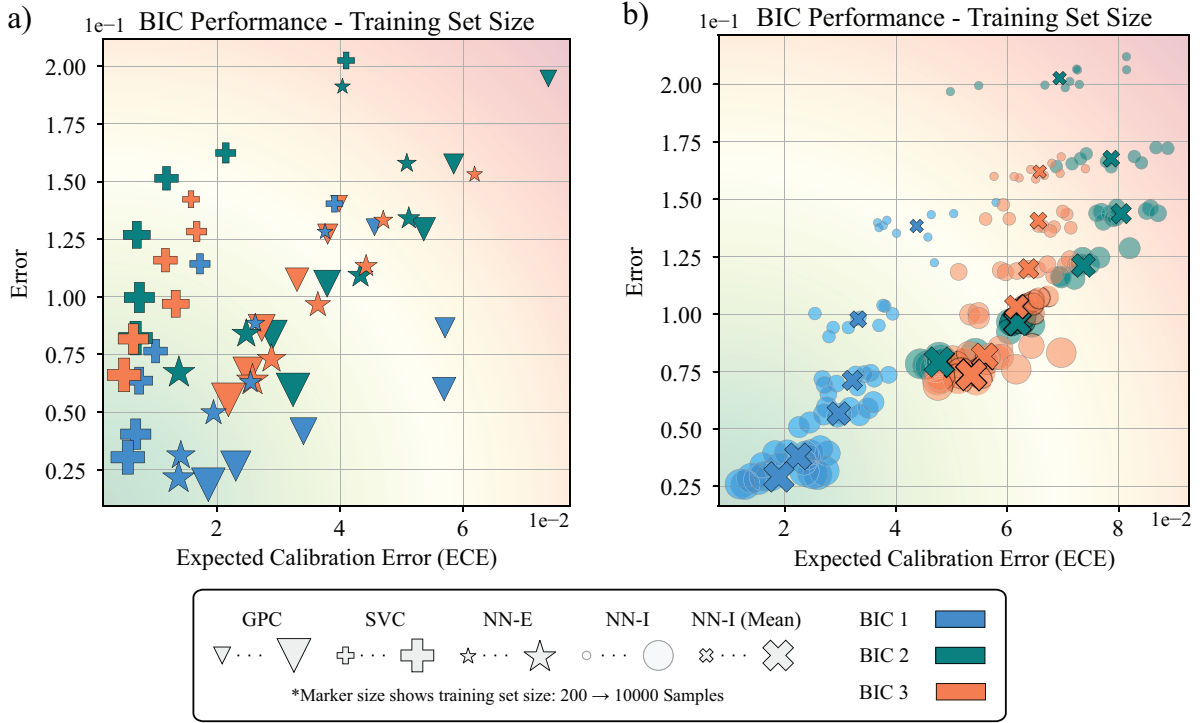 a)
BIC Performance - Training Set Size
1e−1
2.00
1.75
1.50
1.25
1.00
0.75
0.50
0.25
Error
2
4
6
1e−2
Expected Calibration Error (ECE)
b)
BIC Performance - Training Set Size
1e−1
2.00
1.75
1.50
1.25
1.00
0.75
0.50
0.25
Error
2
4
6
8
1e−2
Expected Calibration Error (ECE)
GPC SVC NN-E NN-I NN-I (Mean)
*Marker size shows training set size: 200 → 10000 Samples
BIC 1
BIC 2
BIC 3